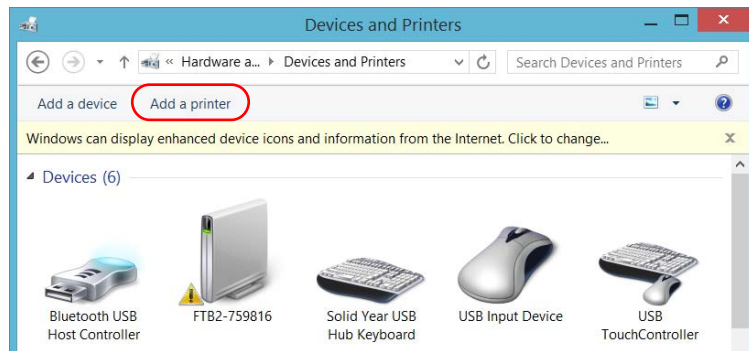 Devices and Printers
« Hardware a... Devices and Printers
Search Devices and Printers
Add a device
Add a printer
Windows can display enhanced device icons and information from the Internet. Click to change...
Devices (6)
Bluetooth USB
Host Controller
FTB2-759816
Solid Year USB
Hub Keyboard
USB Input Device
USB
TouchController